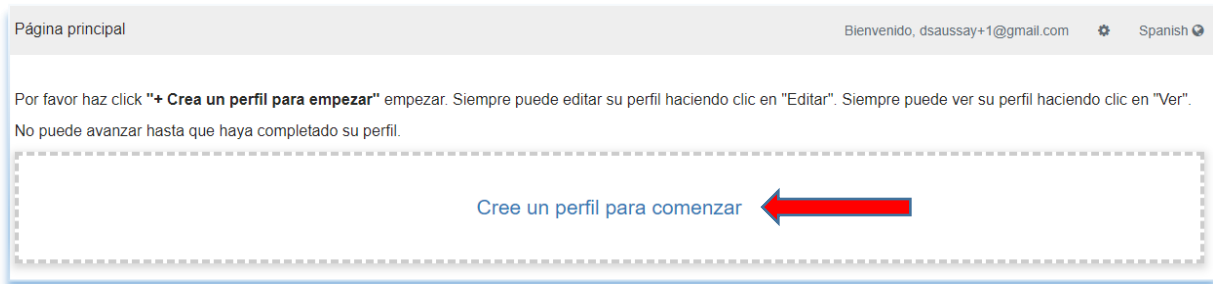 Página principal
Bienvenido, dsaussay+1@gmail.com
Spanish
Por favor haz click "+ Crea un perfil para empezar" empezar. Siempre puede editar su perfil haciendo clic en "Editar". Siempre puede ver su perfil haciendo clic en "Ver".
No puede avanzar hasta que haya completado su perfil.
Cree un perfil para comenzar